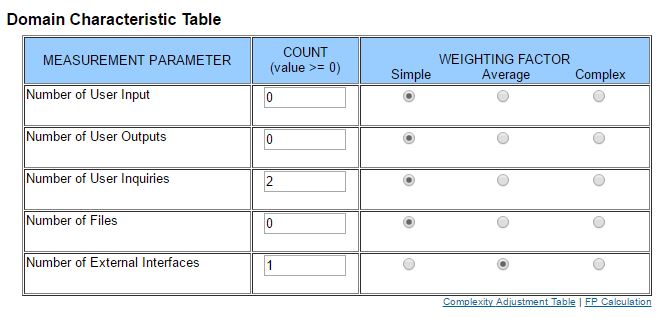 Domain Characteristic Table
MEASUREMENT PARAMETER
COUNT
(value >= 0)
WEIGHTING FACTOR
Simple Average Complex
Number of User Input 0
Number of User Outputs 0
Number of User Inquiries 2
Number of Files 0
Number of External Interfaces 1
Complexity Adjustment Table | FP Calculation